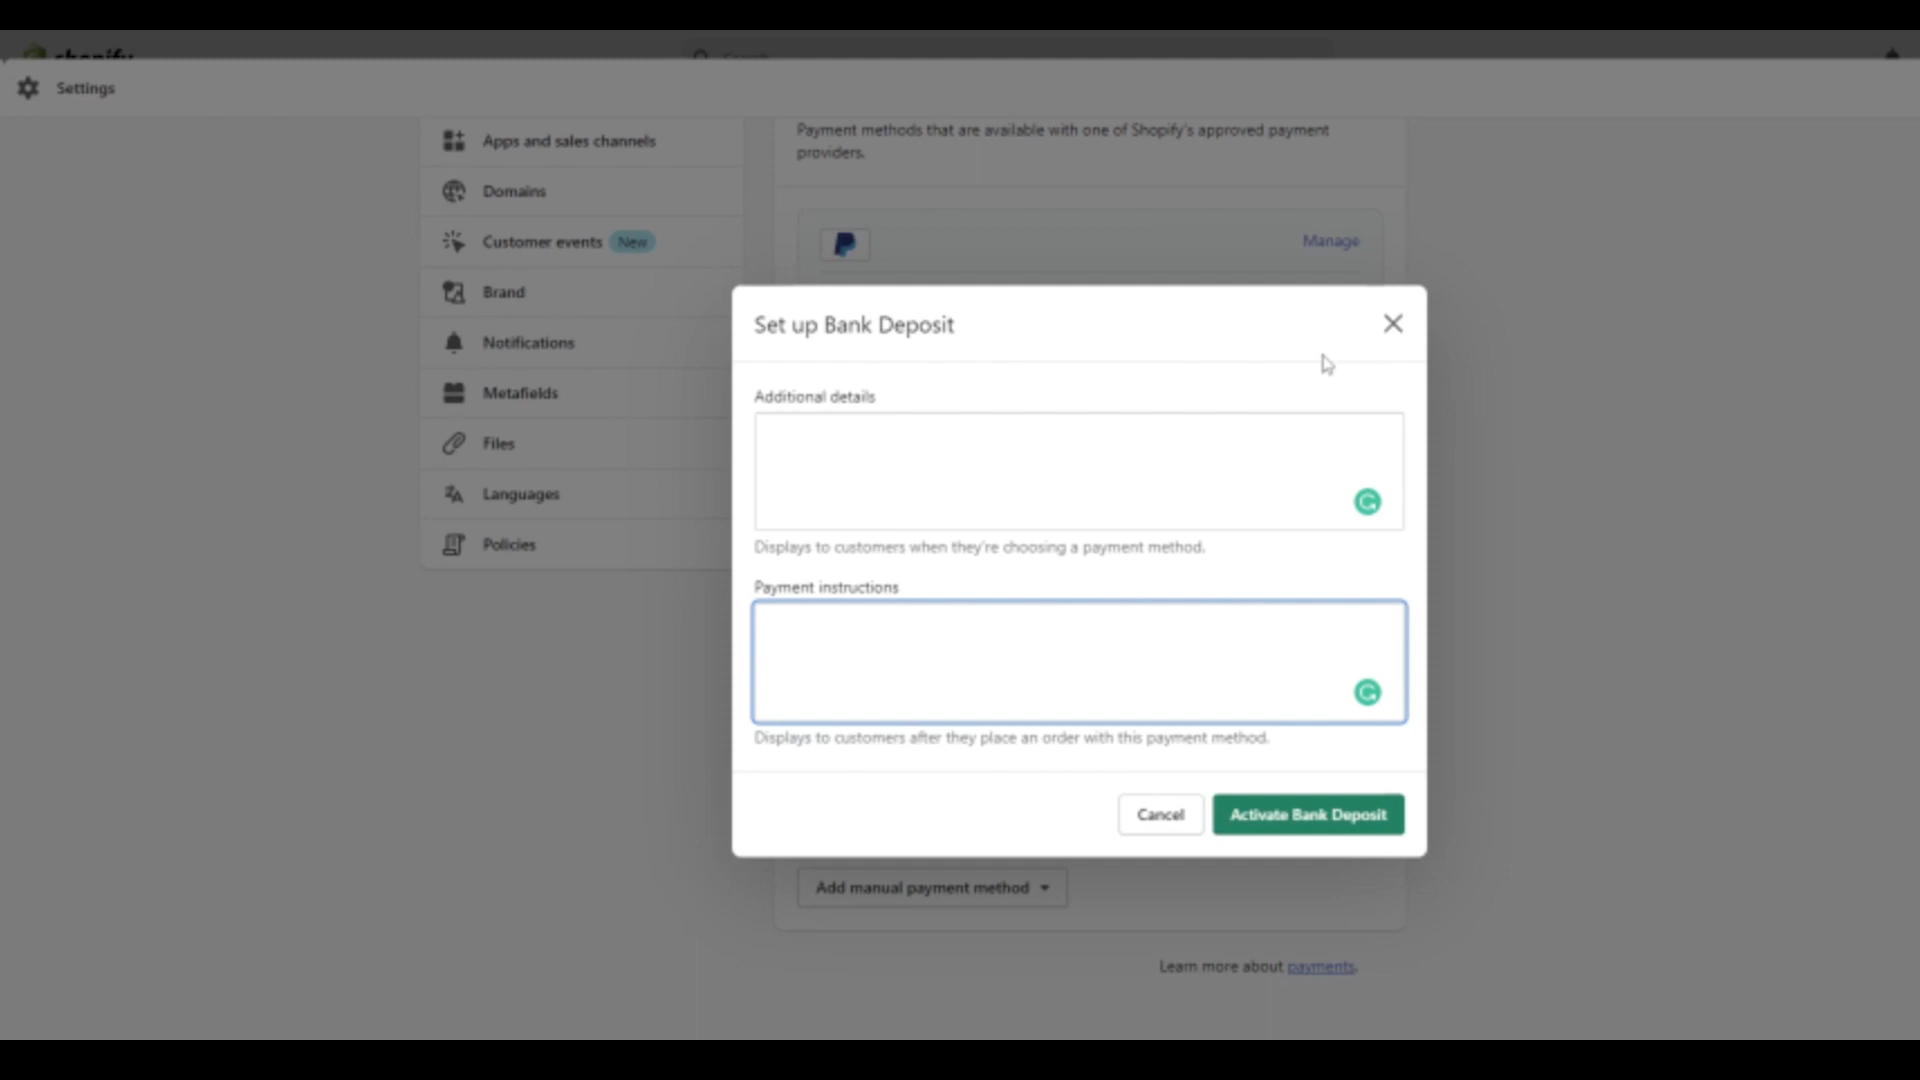 shopify
Search
Settings
Apps and sales channels
Domains
Customer events New
Brand
Notifications
Metafields
Files
Languages
Policies
Payment methods that are available with one of Shopify's approved payment
providers.
Manage
Set up Bank Deposit
Additional details
Displays to customers when they're choosing a payment method.
Payment instructions
Displays to customers after they place an order with this payment method.
Cancel
Activate Bank Deposit
Add manual payment method
Learn more about payments.